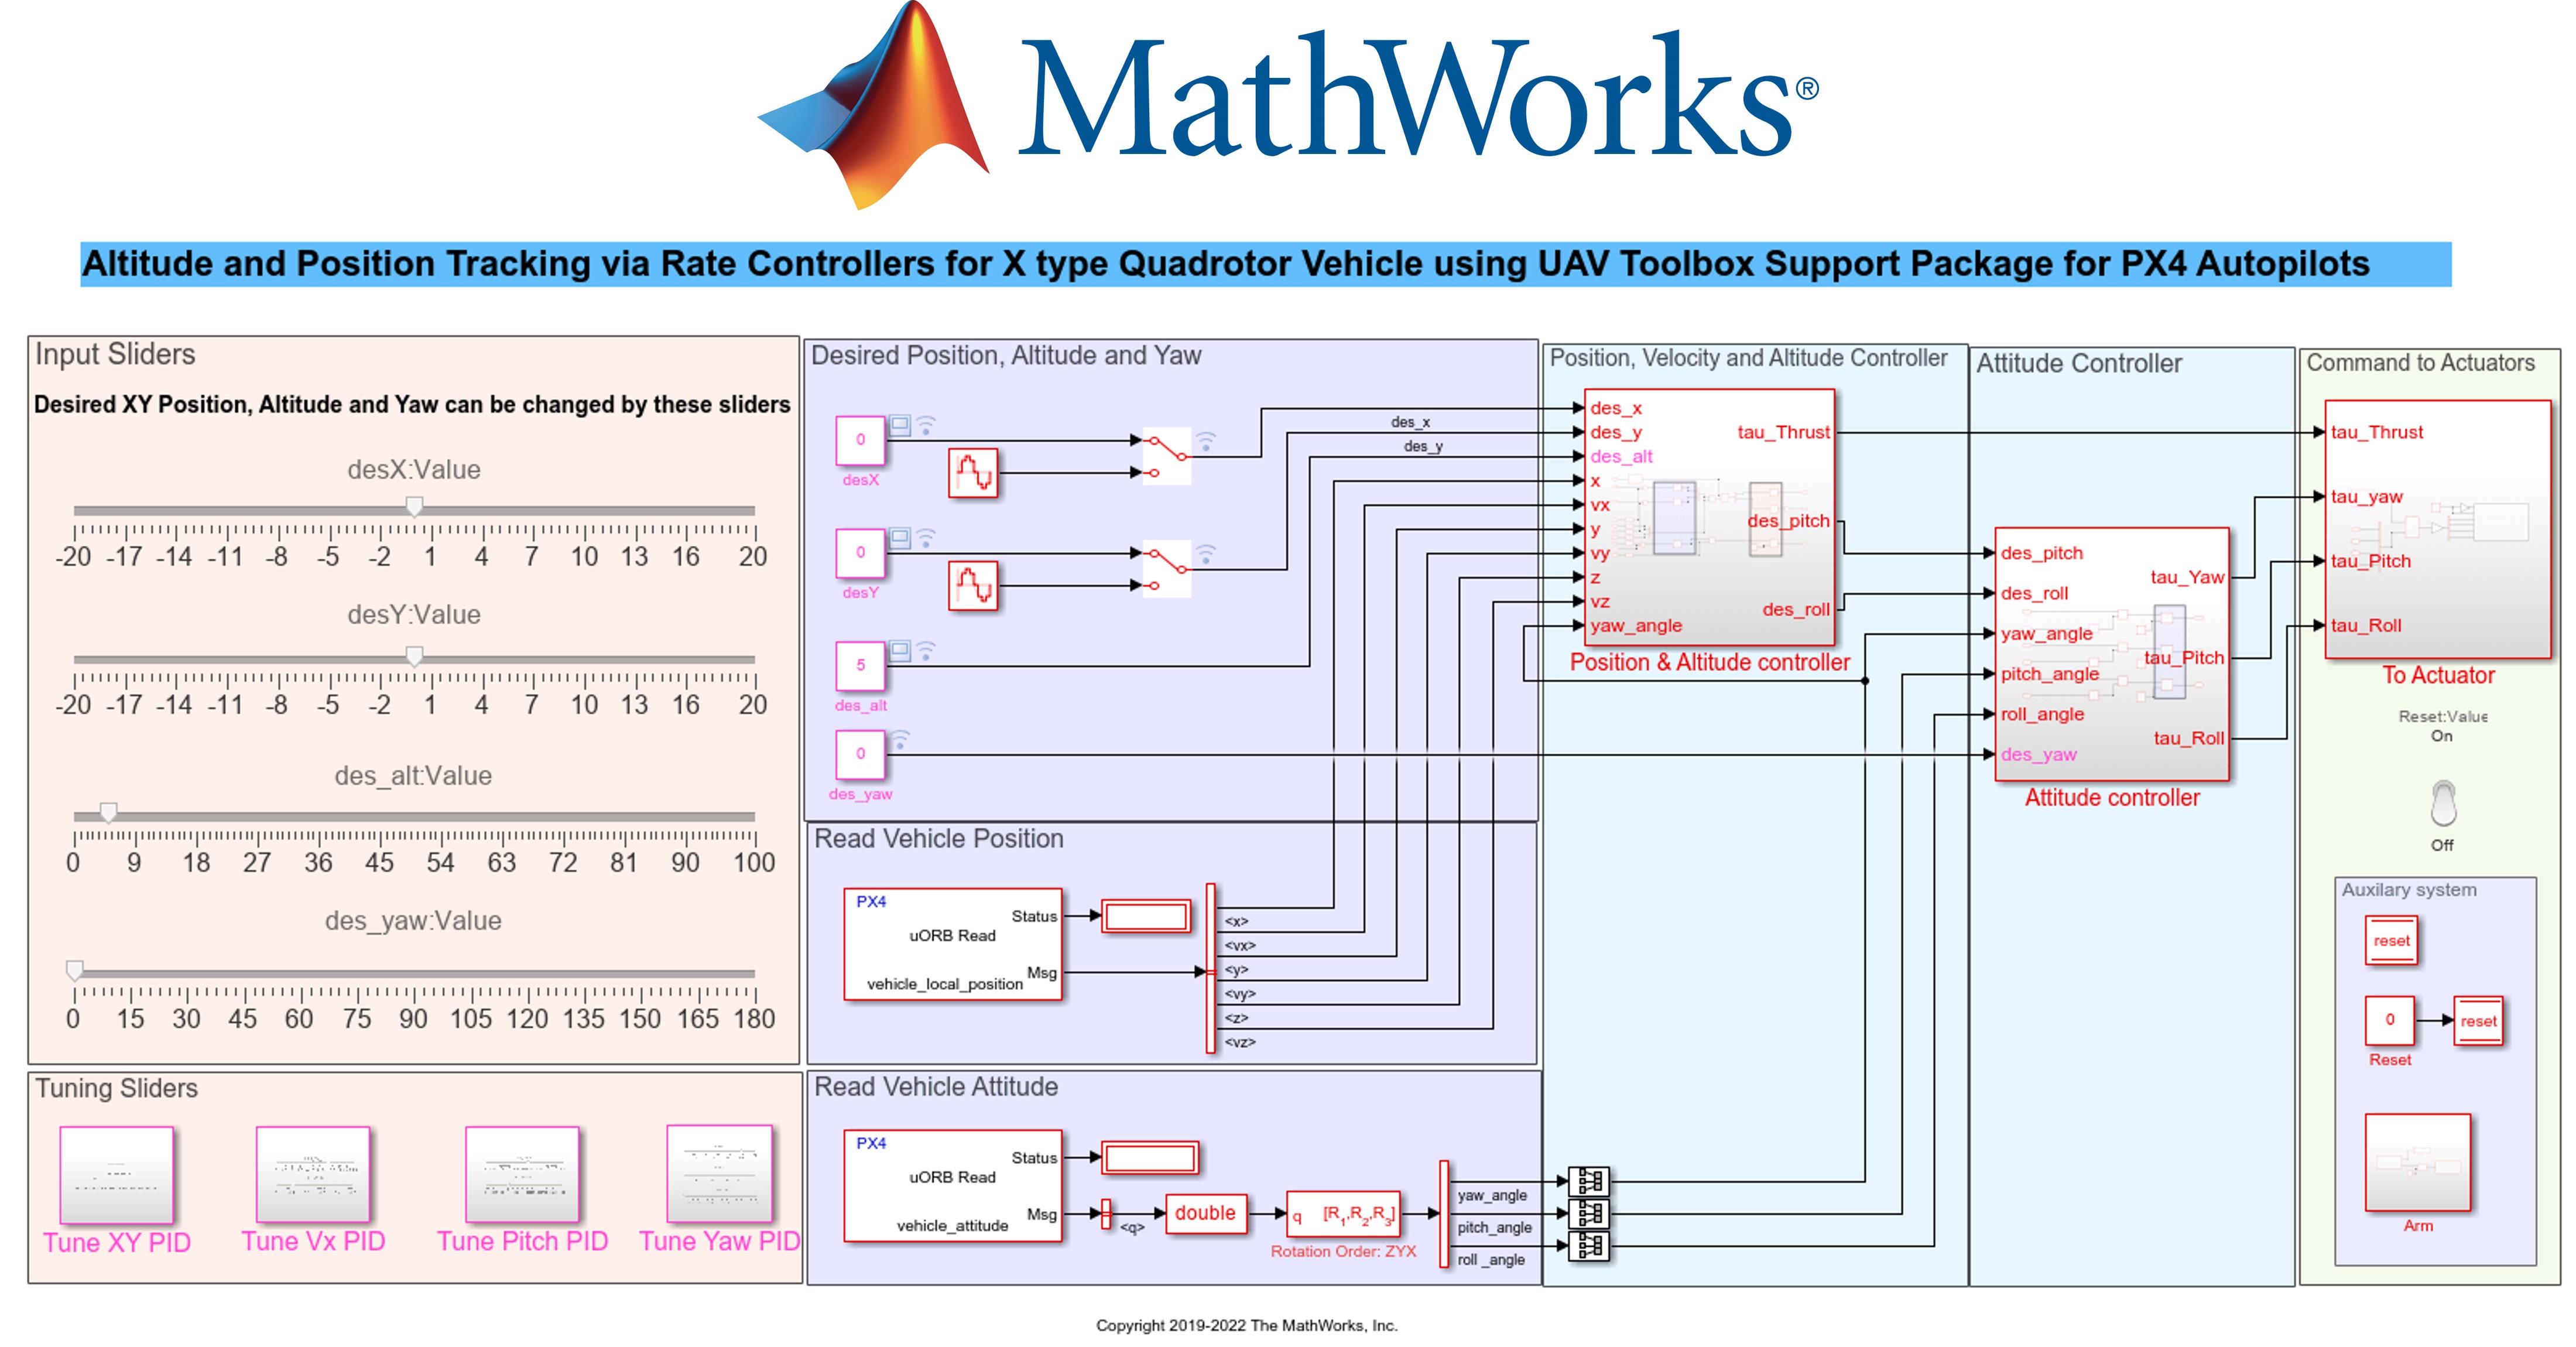 MathWorks®
Altitude and Position Tracking via Rate Controllers for X type Quadrotor Vehicle using UAV Toolbox Support Package for PX4 Autopilots
Input Sliders
Desired XY Position, Altitude and Yaw can be changed by these sliders
desX:Value
-20 -17 -14 -11 -8 -5 -2 1 4 7 10 13 16 20
desY:Value
-20 -17 -14 -11 -8 -5 -2 1 4 7 10 13 16 20
des_alt:Value
0 9 18 27 36 45 54 63 72 81 90 100
des_yaw:Value
0 15 30 45 60 75 90 105 120 135 150 165 180
Tuning Sliders
Tune XY PID
Tune Vx PID
Tune Pitch PID
Tune Yaw PID
Desired Position, Altitude and Yaw
0
desX
0
desY
5
des_alt
0
des_yaw
des_x
des_y
Read Vehicle Position
PX4
Status
uORB Read
Msg
vehicle_local_position
<x>
<vx>
<y>
<vy>
<z>
<vz>
Read Vehicle Attitude
PX4
Status
uORB Read
Msg
vehicle_attitude
<q>
double
q [R1,R2,R3]
Rotation Order: ZYX
yaw_angle
pitch_angle
roll _angle
Position, Velocity and Altitude Controller
des_x
des_y
des_alt
x
vx
y
vy
z
vz
yaw_angle
tau_Thrust
des_pitch
des_roll
Position & Altitude controller
Attitude Controller
des_pitch
des_roll
yaw_angle
pitch_angle
roll_angle
des_yaw
tau_Yaw
tau_Pitch
tau_Roll
Attitude controller
Command to Actuators
tau_Thrust
tau_yaw
tau_Pitch
tau_Roll
To Actuator
Reset:Value
On
Off
Auxilary system
reset
0
reset
Reset
Arm
Copyright 2019-2022 The MathWorks, Inc.